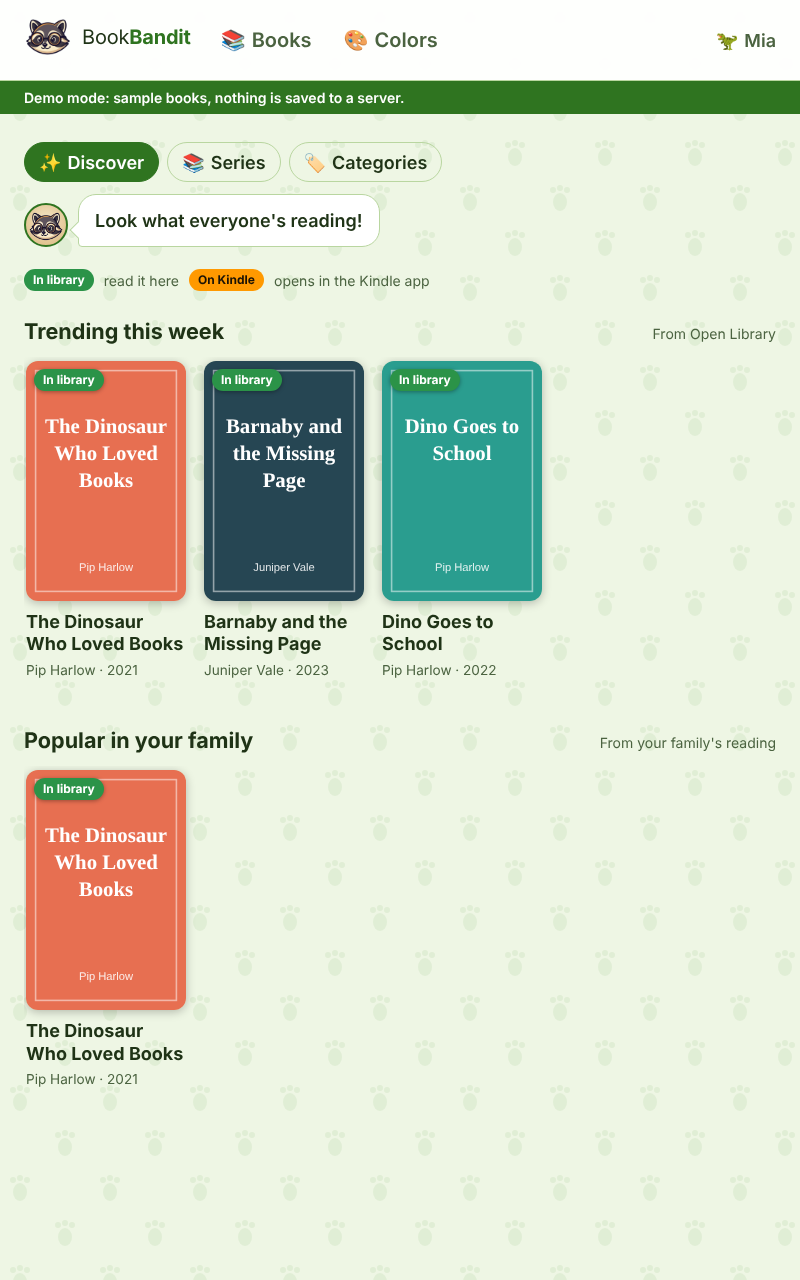 BookBandit
📚 Books
🎨 Colors
🦖 Mia
Demo mode: sample books, nothing is saved to a server.
✨ Discover
📚 Series
🏷️ Categories
Look what everyone's reading!
In library
read it here
On Kindle
opens in the Kindle app
Trending this week
From Open Library
In library
The Dinosaur
Who Loved
Books
Pip Harlow
In library
Barnaby and
the Missing
Page
Juniper Vale
In library
Dino Goes to
School
Pip Harlow
The Dinosaur
Who Loved Books
Pip Harlow · 2021
Barnaby and the
Missing Page
Juniper Vale · 2023
Dino Goes to
School
Pip Harlow · 2022
Popular in your family
From your family's reading
In library
The Dinosaur
Who Loved
Books
Pip Harlow
The Dinosaur
Who Loved Books
Pip Harlow · 2021